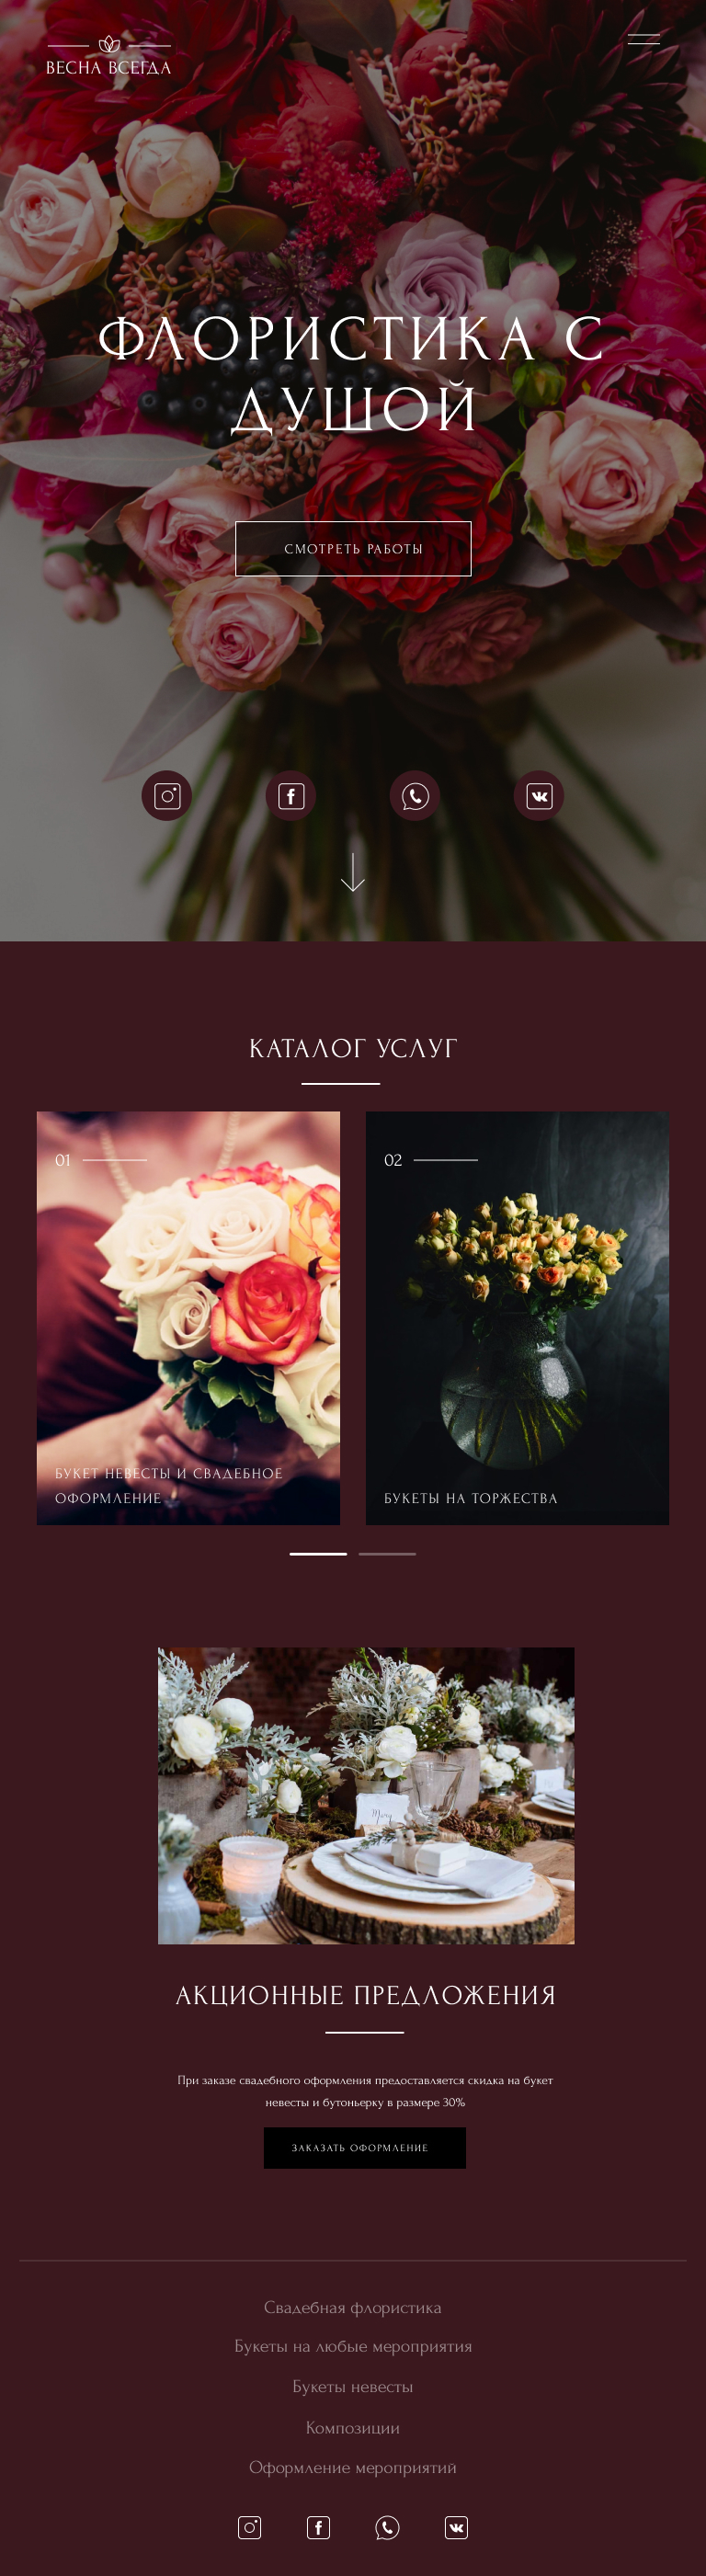 ВЕСНА ВСЕГДА
ФЛОРИСТИКА С
ДУШОЙ
СМОТРЕТЬ РАБОТЫ
КАТАЛОГ УСЛУГ
01
БУКЕТ НЕВЕСТЫ И СВАДЕБНОЕ
ОФОРМЛЕНИЕ
02
БУКЕТЫ НА ТОРЖЕСТВА
АКЦИОННЫЕ ПРЕДЛОЖЕНИЯ
При заказе свадебного оформления предоставляется скидка на букет
невесты и бутоньерку в размере 30%
ЗАКАЗАТЬ ОФОРМЛЕНИЕ
Свадебная флористика
Букеты на любые мероприятия
Букеты невесты
Композиции
Оформление мероприятий